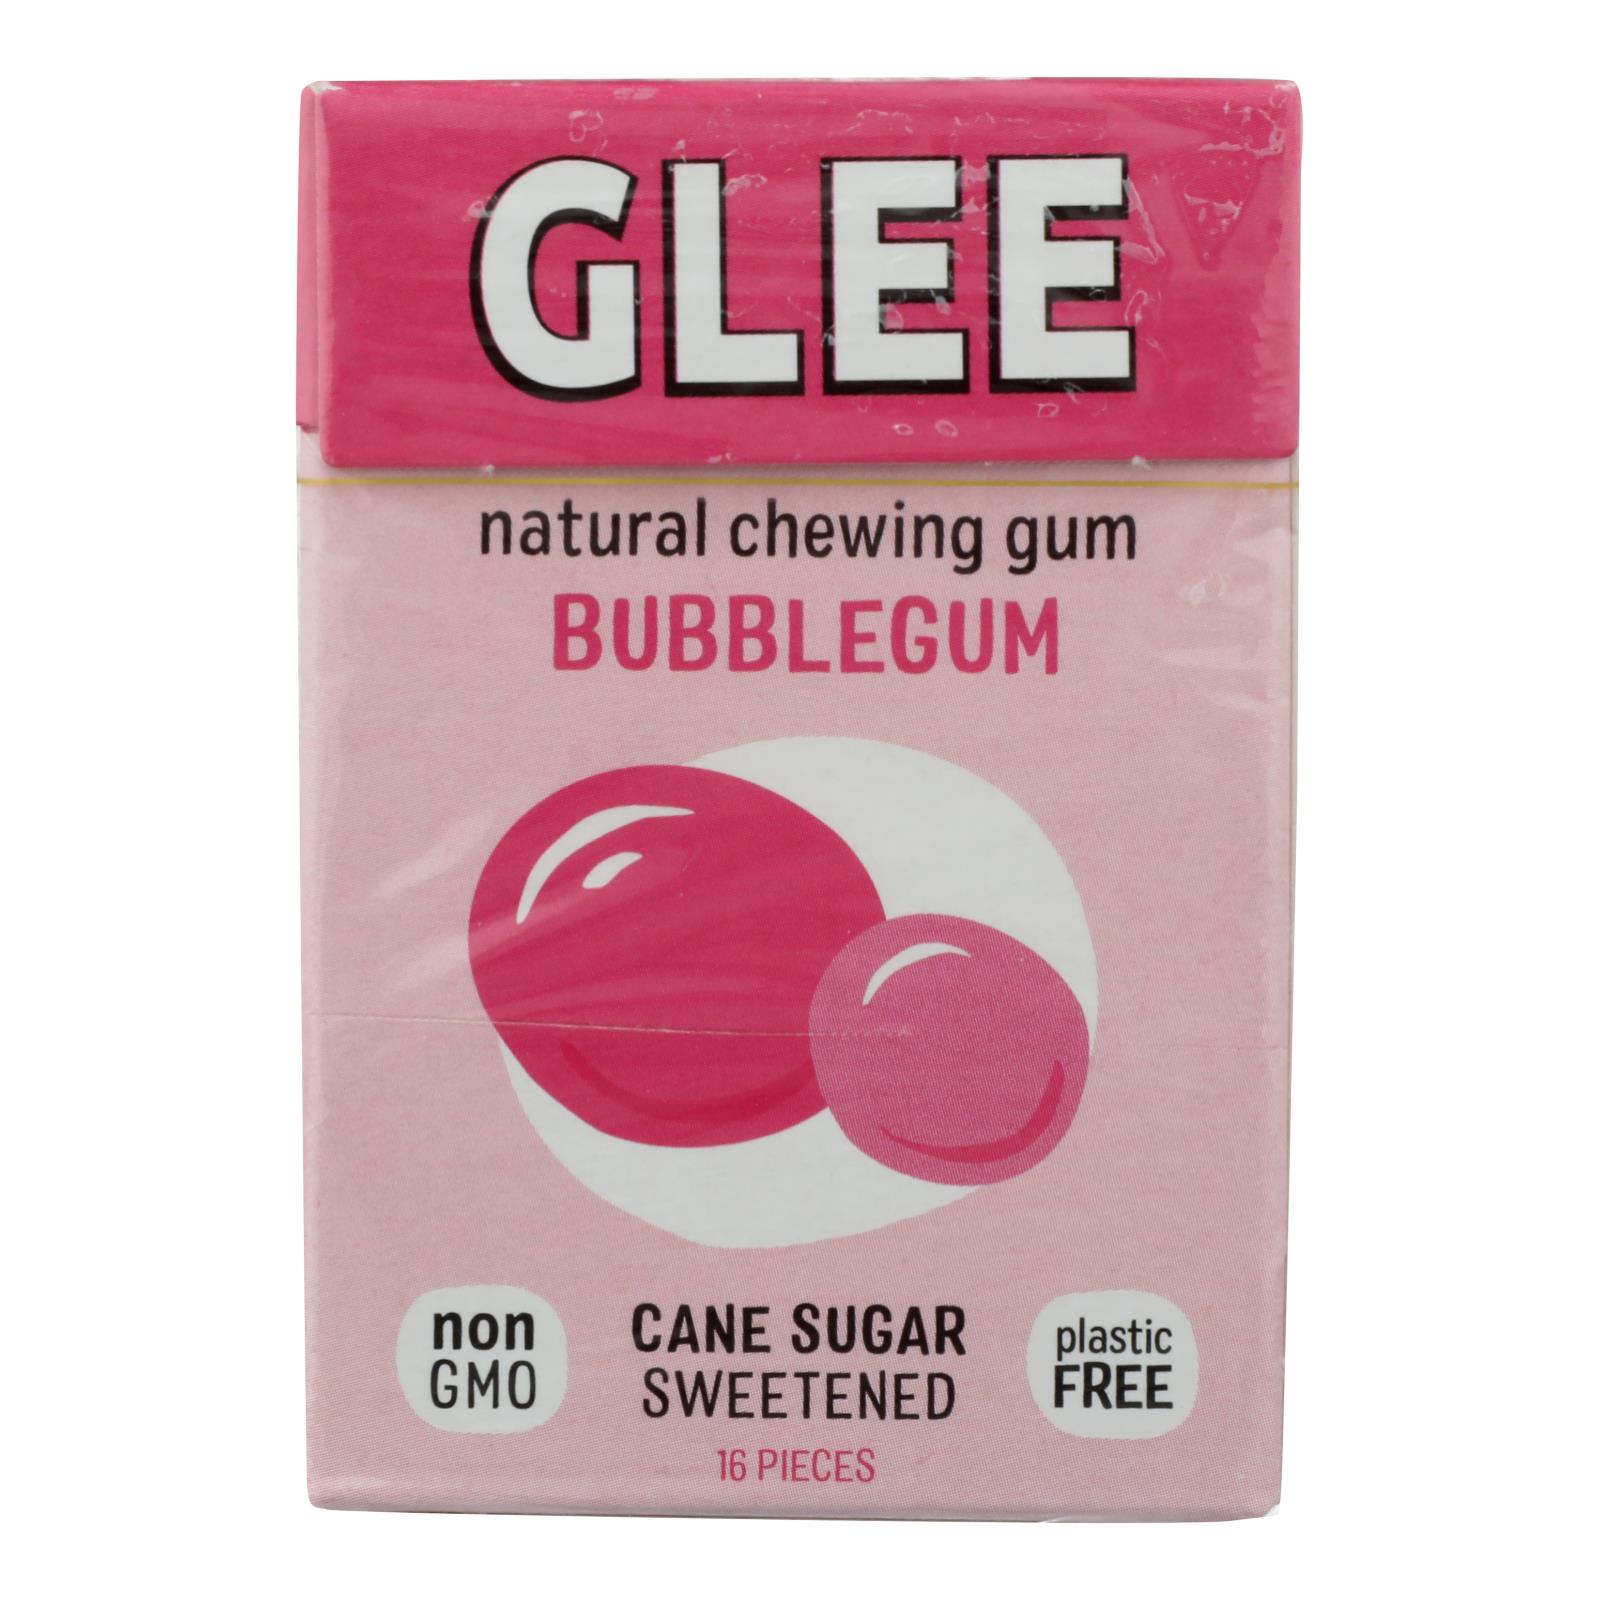 GLEE
natural chewing gum
BUBBLEGUM
non
GMO
CANE SUGAR
SWEETENED
plastic
FREE
16 PIECES